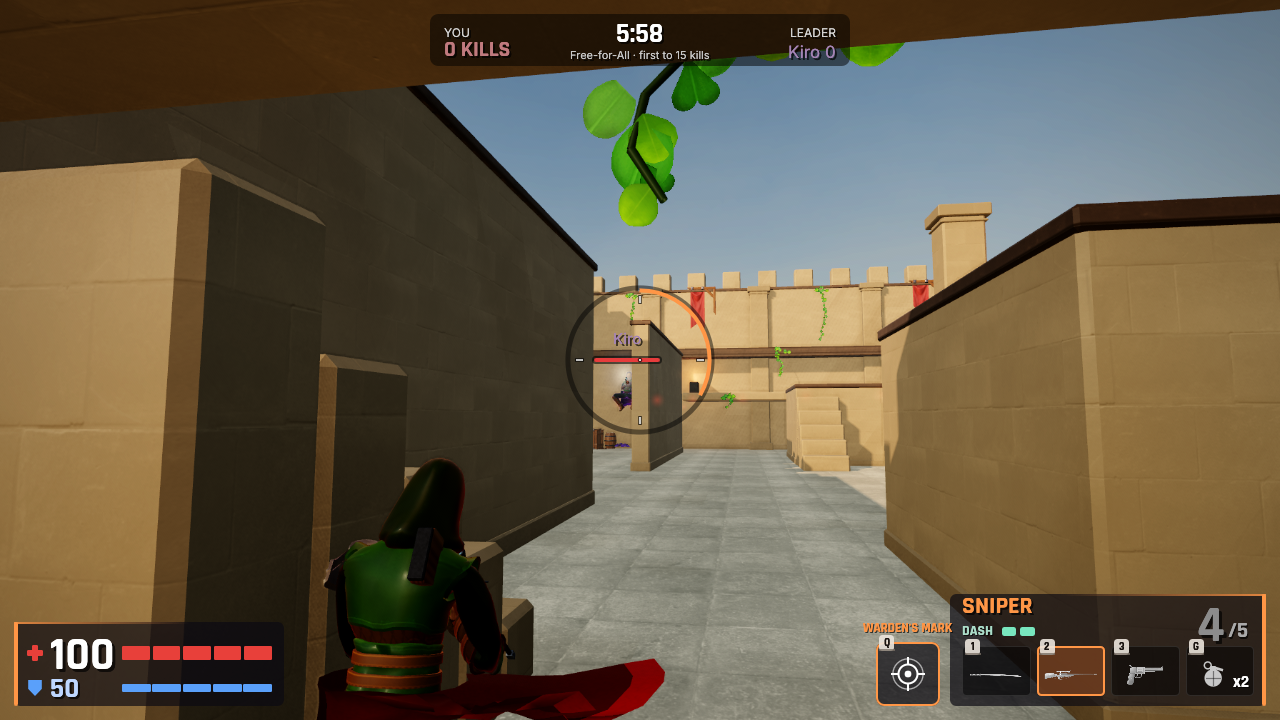 YOU
0 KILLS
5:58
Free-for-All · first to 15 kills
LEADER
Kiro 0
Kiro
100
50
WARDEN'S MARK
Q
SNIPER
DASH
4/5
1
2
3
G
x2